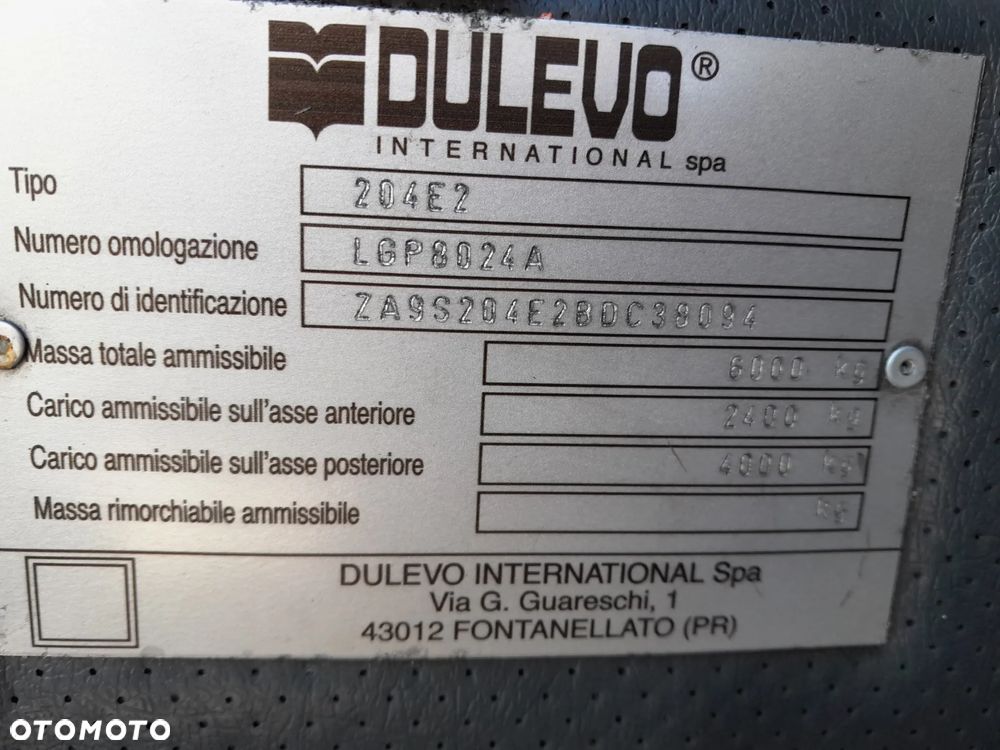 DULEVO®
INTERNATIONAL spa
Tipo 204E2
Numero omologazione LGP8024A
Numero di identificazione ZA9S204E2BDC38094
Massa totale ammissibile 6000 kg
Carico ammissibile sull'asse anteriore 2400 kg
Carico ammissibile sull'asse posteriore 4000 kg
Massa rimorchiabile ammissibile kg
DULEVO INTERNATIONAL Spa
Via G. Guareschi, 1
43012 FONTANELLATO (PR)
OTOMOTO